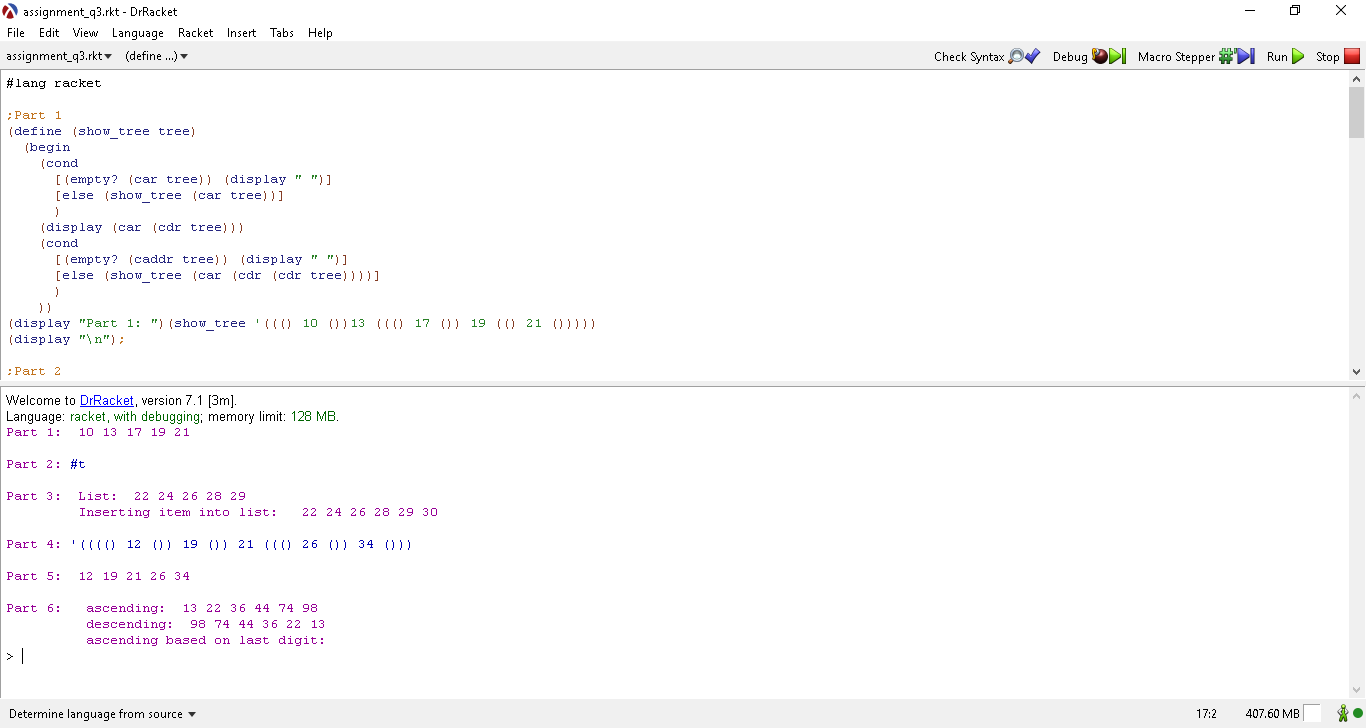 assignment_q3.rkt - DrRacket
File Edit View Language Racket Insert Tabs Help
assignment_q3.rkt (define ...) Check Syntax Debug Macro Stepper Run Stop
#lang racket
;Part 1
(define (show_tree tree)
(begin
(cond
[(empty? (car tree)) (display " ")]
[else (show_tree (car tree))]
)
(display (car (cdr tree)))
(cond
[(empty? (caddr tree)) (display " ")]
[else (show_tree (car (cdr (cdr tree))))]
)
))
(display "Part 1: ")(show_tree '((() 10 ())13 ((() 17 ()) 19 (() 21 ()))))
(display "\n");
;Part 2
Welcome to DrRacket, version 7.1 [3m].
Language: racket, with debugging; memory limit: 128 MB.
Part 1:  10 13 17 19 21
Part 2: #t
Part 3:  List:  22 24 26 28 29
Inserting item into list:   22 24 26 28 29 30
Part 4: '(((() 12 ()) 19 ()) 21 ((() 26 ()) 34 ()))
Part 5:  12 19 21 26 34
Part 6:   ascending:  13 22 36 44 74 98
descending:  98 74 44 36 22 13
ascending based on last digit:
>
Determine language from source 17:2 407.60 MB